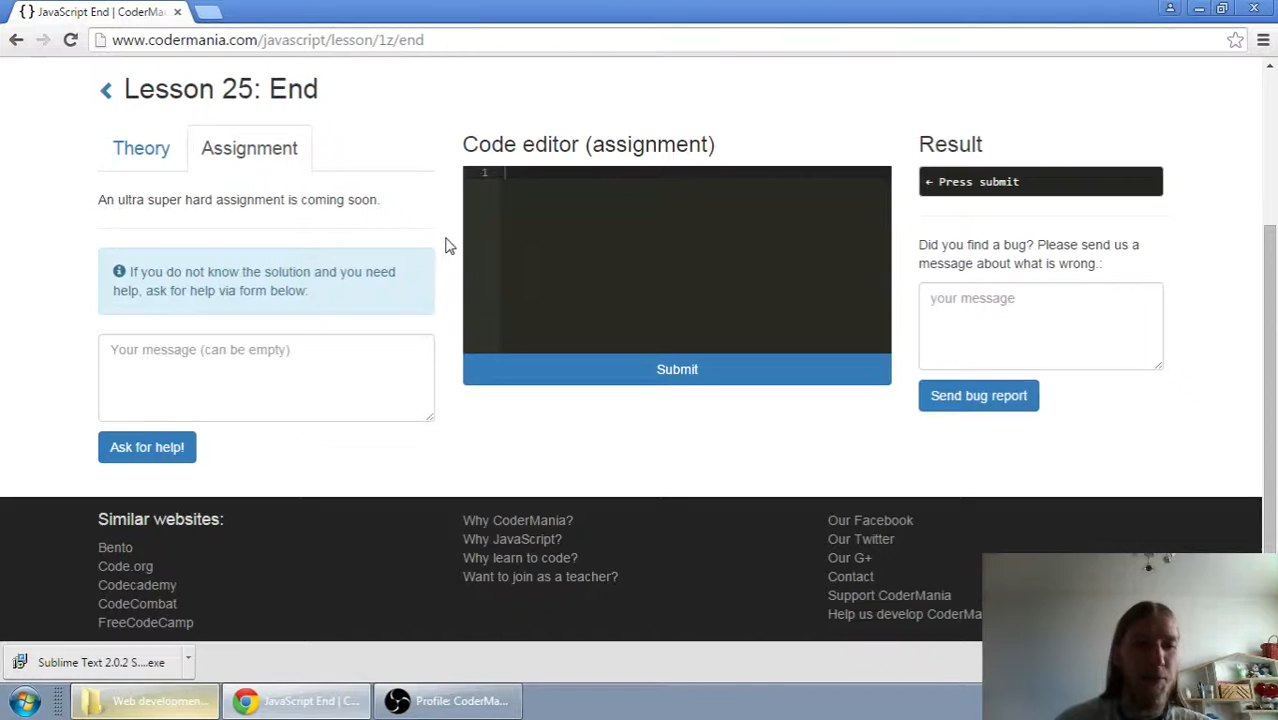 {} JavaScript End | CoderMa
www.codermania.com/javascript/lesson/1z/end
Lesson 25: End
Theory
Assignment
An ultra super hard assignment is coming soon.
If you do not know the solution and you need
help, ask for help via form below:
Your message (can be empty)
Ask for help!
Code editor (assignment)
1
Submit
Result
← Press submit
Did you find a bug? Please send us a
message about what is wrong.:
your message
Send bug report
Similar websites:
Bento
Code.org
Codecademy
CodeCombat
FreeCodeCamp
Why CoderMania?
Why JavaScript?
Why learn to code?
Want to join as a teacher?
Our Facebook
Our Twitter
Our G+
Contact
Support CoderMania
Help us develop CoderMa
Sublime Text 2.0.2 S....exe
Web developmen...
JavaScript End | C...
Profile: CoderMa...